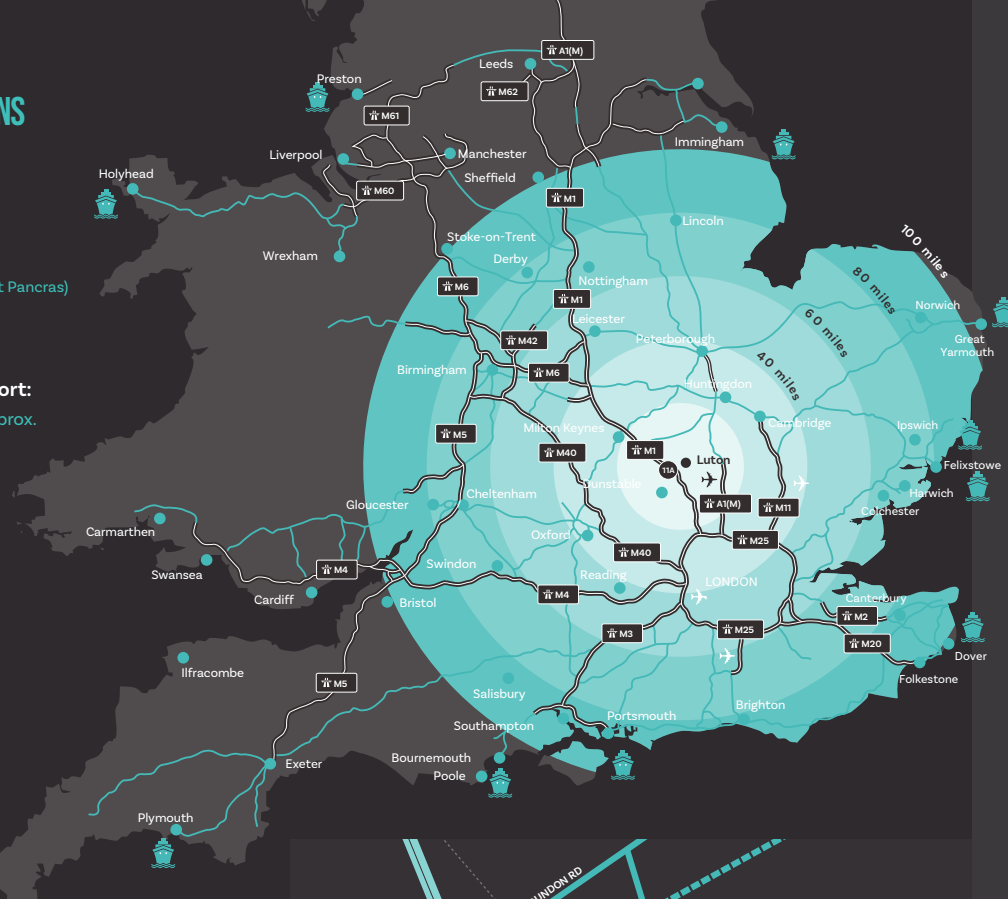 A1(M)
Leeds
Preston
M62
NS
M61
Immingham
Liverpool
Manchester
Holyhead
Sheffield
M60
M1
Lincoln
100 miles
Stoke-on-Trent
Wrexham
Derby
80 miles
Nottingham
t Pancras)
M6
M1
Norwich
60 miles
Leicester
Great
Yarmouth
M42
Peterborough
40 miles
Birmingham
M6
Huntingdon
ort:
prox.
Cambridge
Ipswich
Milton Keynes
M5
M40
M1
Luton
11A
Felixstowe
Dunstable
Cheltenham
Harwich
Gloucester
A1(M)
M11
Colchester
Carmarthen
Oxford
M25
M40
Swindon
M4
Swansea
Reading
LONDON
M4
Cardiff
Canterbury
Bristol
M2
M3
M25
M20
Dover
Ilfracombe
Folkestone
M5
Salisbury
Brighton
Portsmouth
Southampton
Bournemouth
Exeter
Poole
Plymouth
UNDON RD